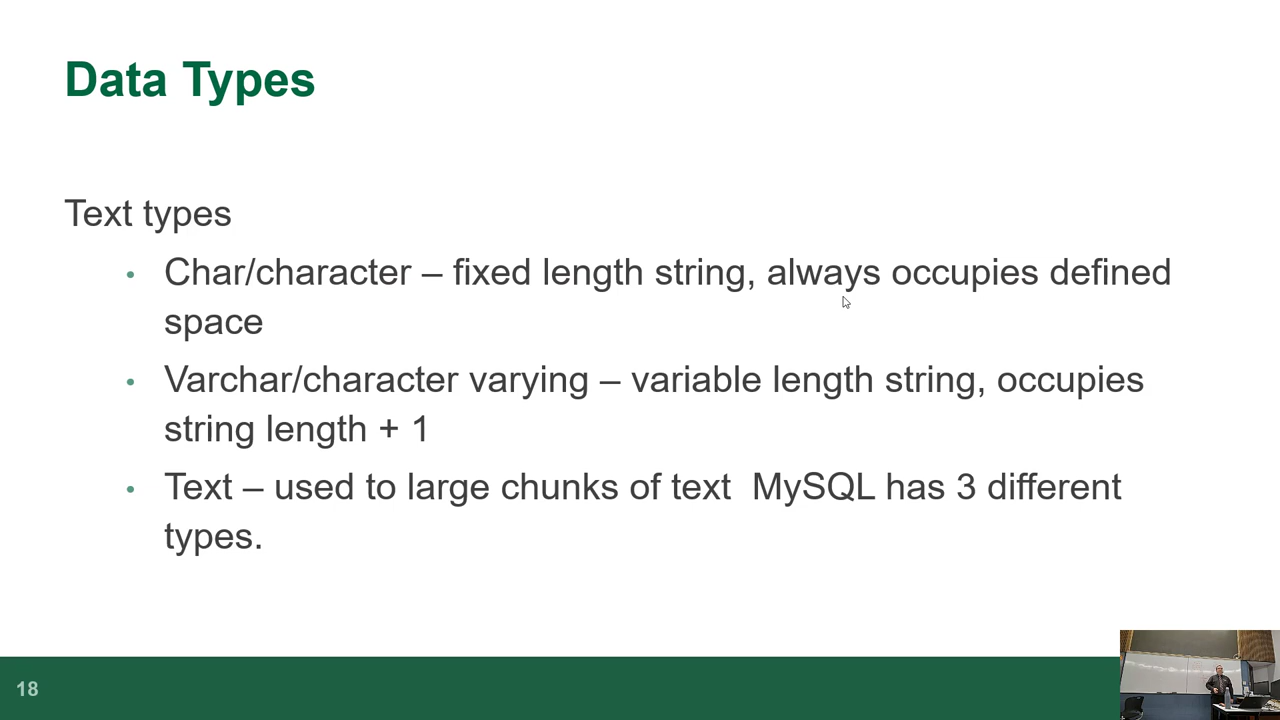 Data Types
Text types
• Char/character – fixed length string, always occupies defined
space
• Varchar/character varying – variable length string, occupies
string length + 1
• Text – used to large chunks of text  MySQL has 3 different
types.
18